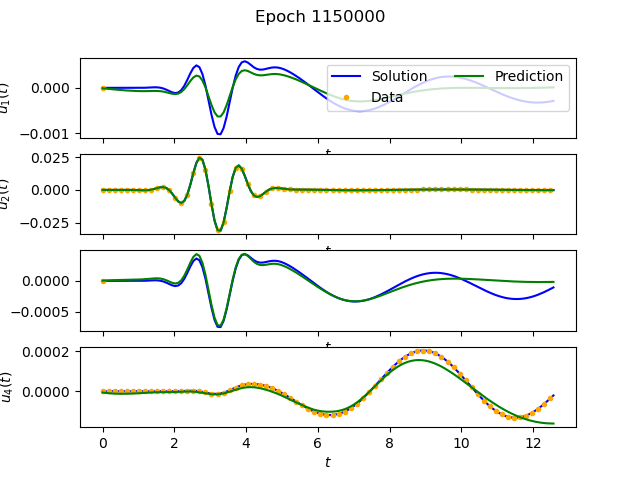 Epoch 1150000
u1(t)
0.000
−0.001
Solution
Data
Prediction
t
u2(t)
0.025
0.000
−0.025
t
0.0000
−0.0005
t
u4(t)
0.0002
0.0000
0 2 4 6 8 10 12
t